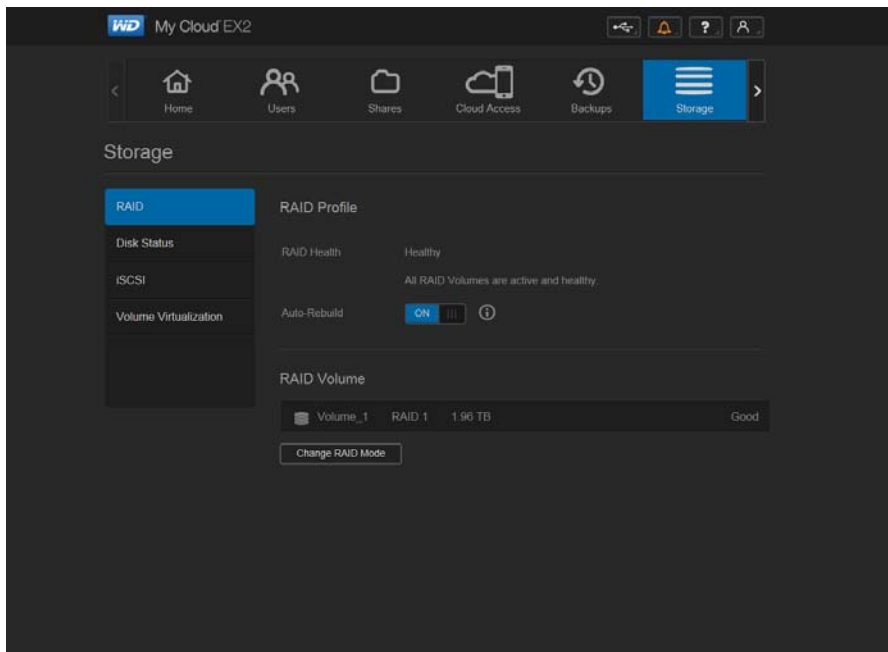 WD My Cloud EX2
?
Home
Users
Shares
Cloud Access
Backups
Storage
Storage
RAID
Disk Status
iSCSI
Volume Virtualization
RAID Profile
RAID Health Healthy
All RAID Volumes are active and healthy.
Auto-Rebuild ON
RAID Volume
Volume_1 RAID 1 1.96 TB Good
Change RAID Mode